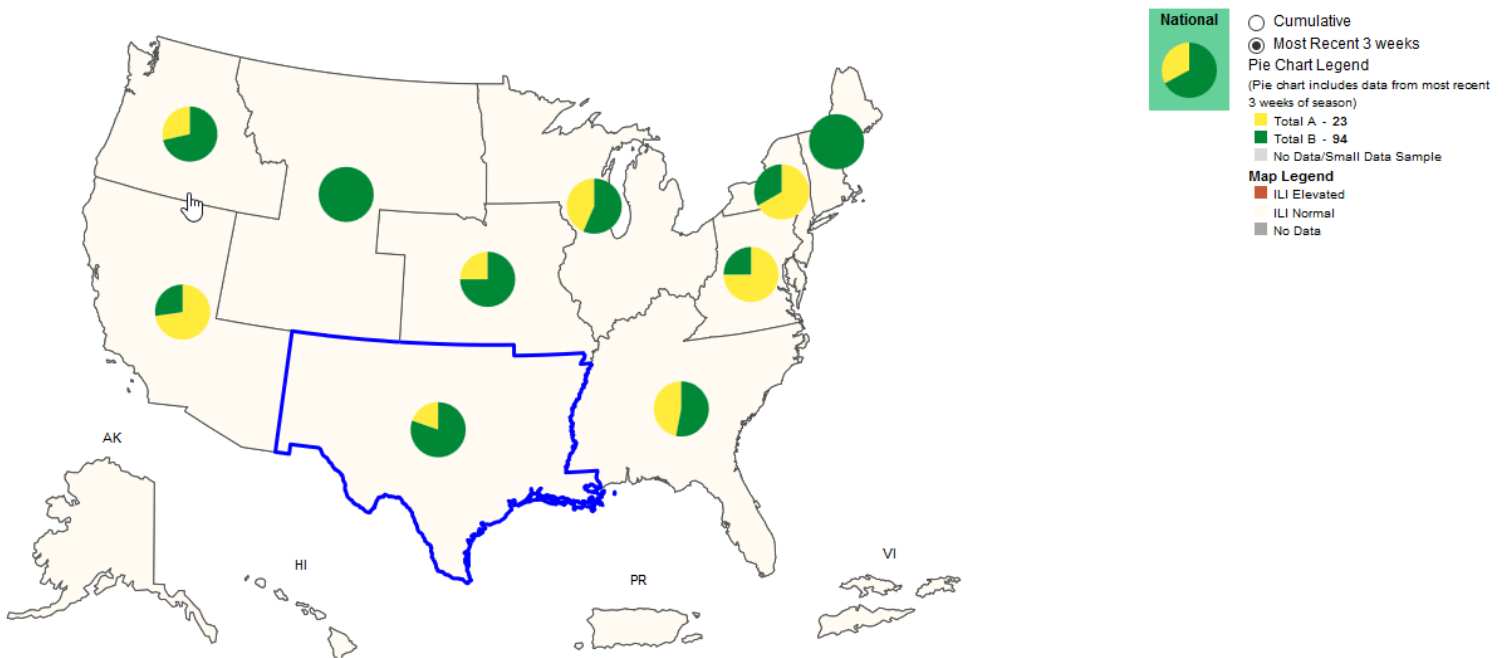 National
Cumulative
Most Recent 3 weeks
Pie Chart Legend
(Pie chart includes data from most recent
3 weeks of season)
Total A - 23
Total B - 94
No Data/Small Data Sample
Map Legend
ILI Elevated
ILI Normal
No Data
AK
HI
PR
VI